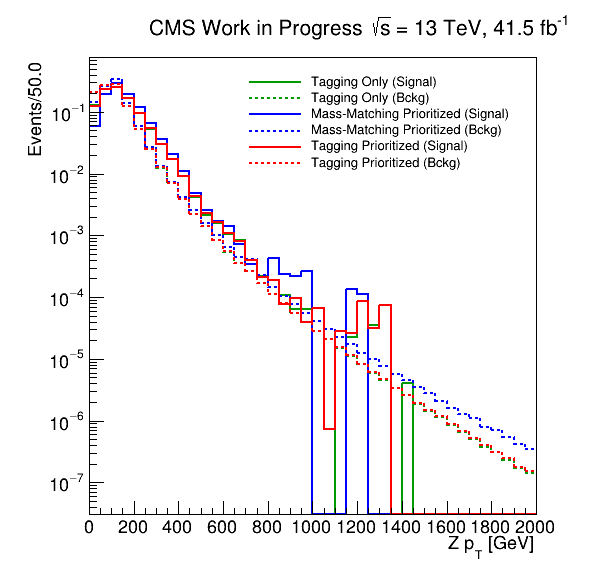 CMS Work in Progress √s = 13 TeV, 41.5 fb⁻¹
Events/50.0
Tagging Only (Signal)
Tagging Only (Bckg)
Mass-Matching Prioritized (Signal)
Mass-Matching Prioritized (Bckg)
Tagging Prioritized (Signal)
Tagging Prioritized (Bckg)
10⁻¹
10⁻²
10⁻³
10⁻⁴
10⁻⁵
10⁻⁶
10⁻⁷
0 200 400 600 800 1000 1200 1400 1600 1800 2000
Z p_T [GeV]